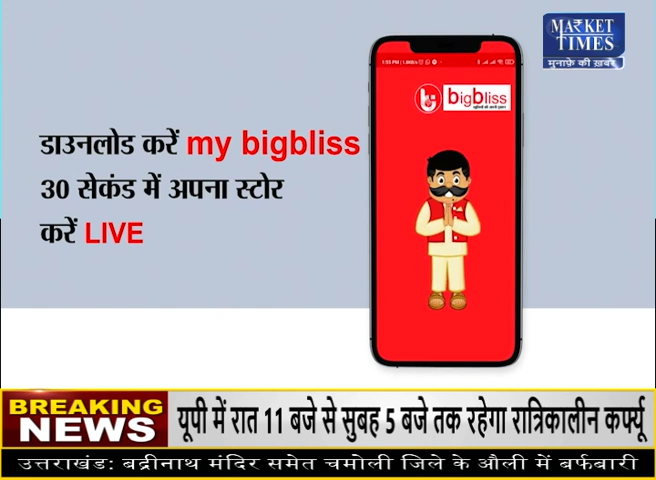 MARKET
TIMES
मुनाफ़े की ख़बर
bigbliss
डाउनलोड करें my bigbliss
30 सेकंड में अपना स्टोर
करें LIVE
BREAKING
NEWS
यूपी में रात 11 बजे से सुबह 5 बजे तक रहेगा रात्रिकालीन कर्फ्यू
उत्तराखंड: बद्रीनाथ मंदिर समेत चमोली जिले के औली में बर्फबारी